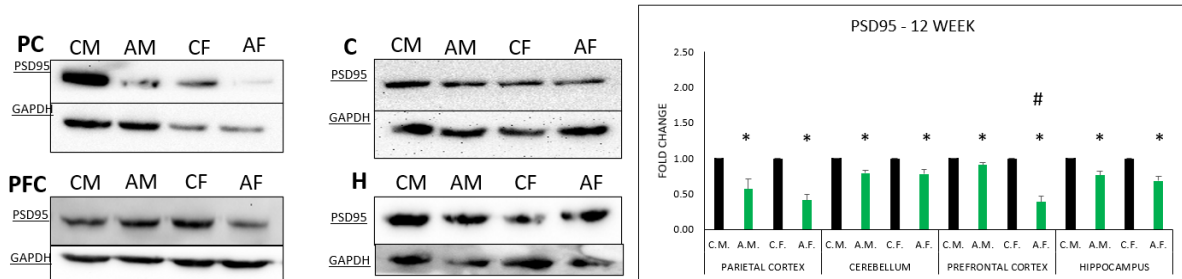 PC
CM AM CF AF
PSD95
GAPDH
C
CM AM CF AF
PSD95
GAPDH
PFC
CM AM CF AF
PSD95
GAPDH
H
CM AM CF AF
PSD95
GAPDH
PSD95 - 12 WEEK
FOLD CHANGE
2.50
2.00
1.50
1.00
0.50
0.00
#
* * * * * * * *
C.M. A.M. C.F. A.F. C.M. A.M. C.F. A.F. C.M. A.M. C.F. A.F. C.M. A.M. C.F. A.F.
PARIETAL CORTEX CEREBELLUM PREFRONTAL CORTEX HIPPOCAMPUS